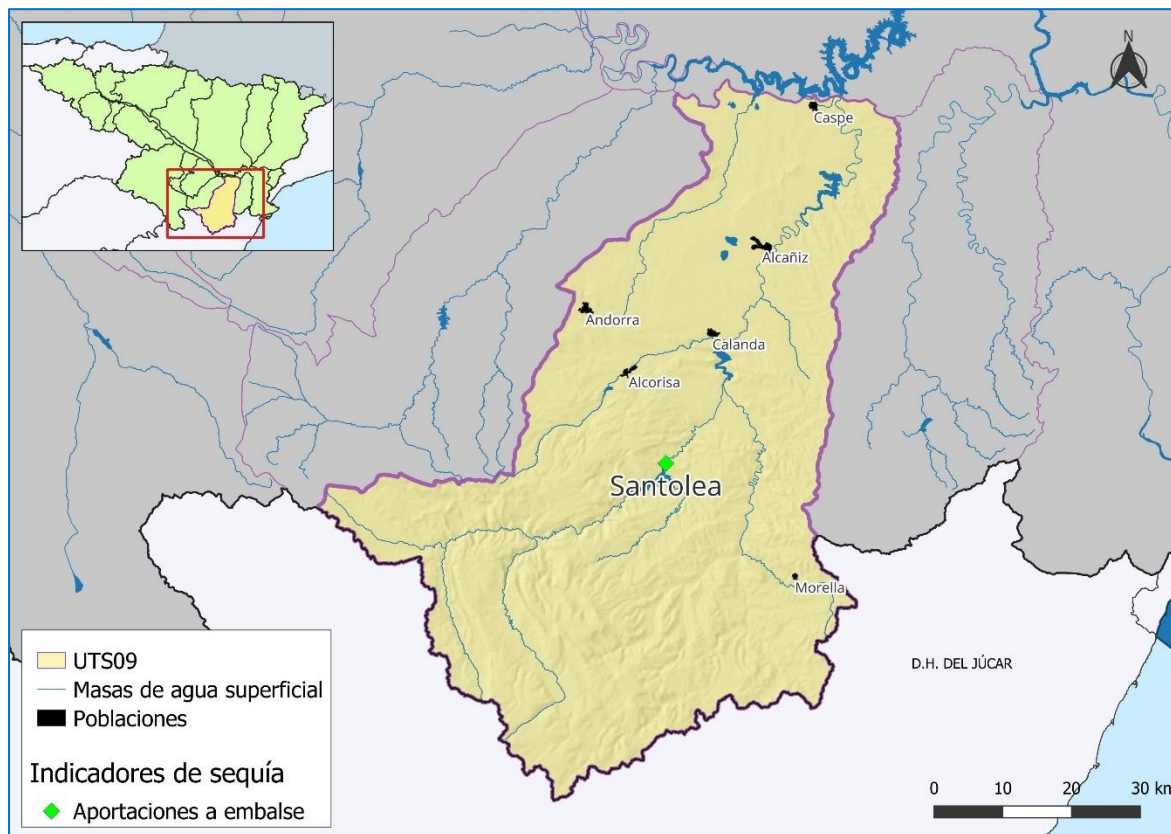 N
Caspe
Alcañiz
Andorra
Calanda
Alcorisa
Santolea
Morella
D.H. DEL JÚCAR
UTS09
Masas de agua superficial
Poblaciones
Indicadores de sequía
Aportaciones a embalse
0 10 20 30 km